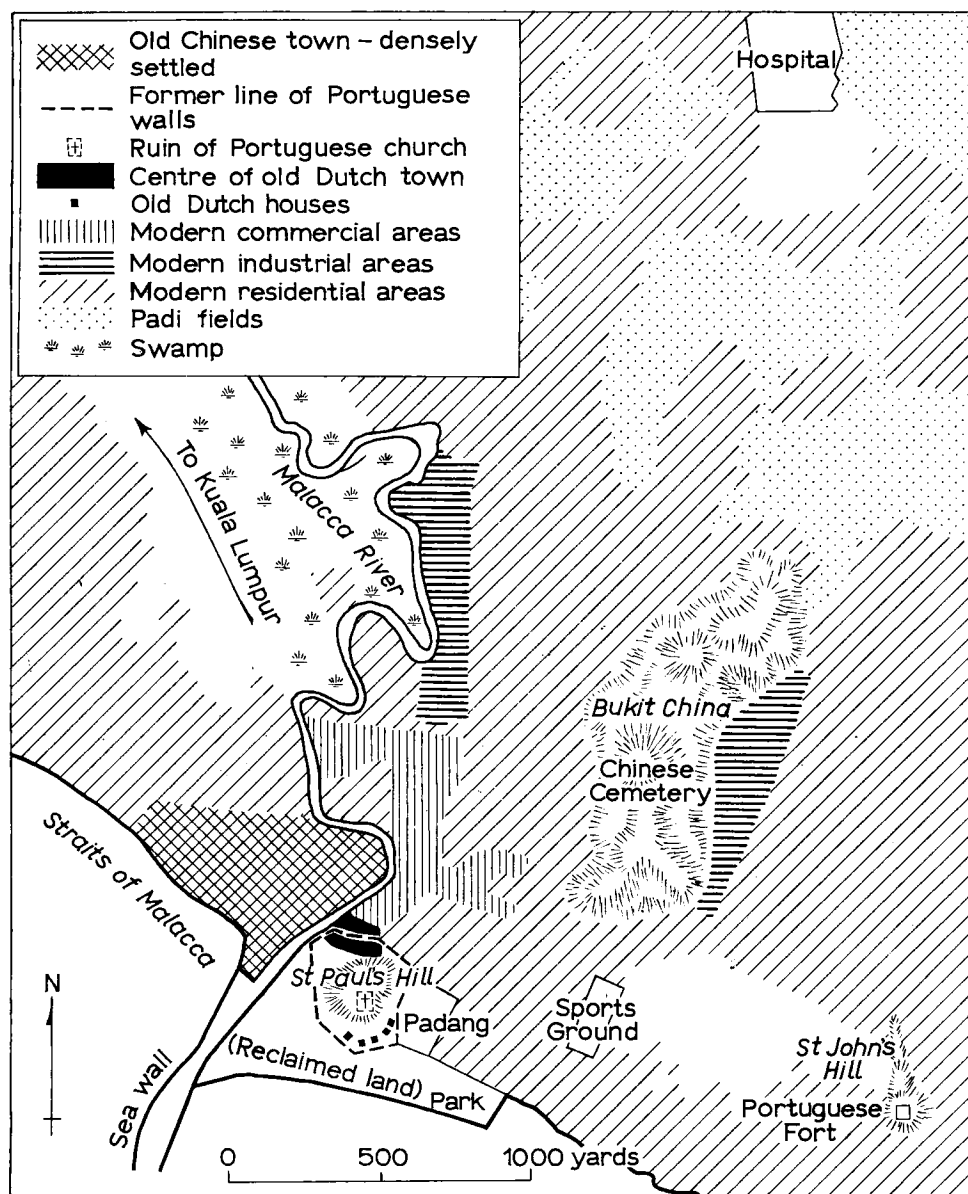 Old Chinese town – densely
settled
Former line of Portuguese
walls
Ruin of Portuguese church
Centre of old Dutch town
Old Dutch houses
Modern commercial areas
Modern industrial areas
Modern residential areas
Padi fields
Swamp
Hospital
To Kuala Lumpur
Malacca River
Bukit China
Chinese
Cemetery
Straits of Malacca
N
St Paul's Hill
Padang
Sports
Ground
St John's
Hill
Portuguese
Fort
Sea wall
(Reclaimed land)
Park
0 500 1000 yards